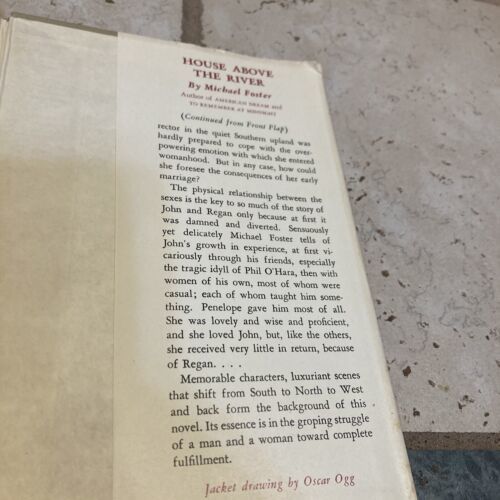 HOUSE ABOVE
THE RIVER
By Michael Foster
Author of AMERICAN DREAM and
TO REMEMBER AT MIDNIGHT
(Continued from Front Flap)
rector in the quiet Southern upland was
hardly prepared to cope with the over-
powering emotion with which she entered
womanhood. But in any case, how could
she foresee the consequences of her early
marriage?
The physical relationship between the
sexes is the key to so much of the story of
John and Regan only because at first it
was damned and diverted. Sensuously
yet delicately Michael Foster tells of
John's growth in experience, at first vi-
cariously through his friends, especially
the tragic idyll of Phil O'Hara, then with
women of his own, most of whom were
casual; each of whom taught him some-
thing. Penelope gave him most of all.
She was lovely and wise and proficient,
and she loved John, but, like the others,
she received very little in return, because
of Regan. . . .
Memorable characters, luxuriant scenes
that shift from South to North to West
and back form the background of this
novel. Its essence is in the groping struggle
of a man and a woman toward complete
fulfillment.
Jacket drawing by Oscar Ogg